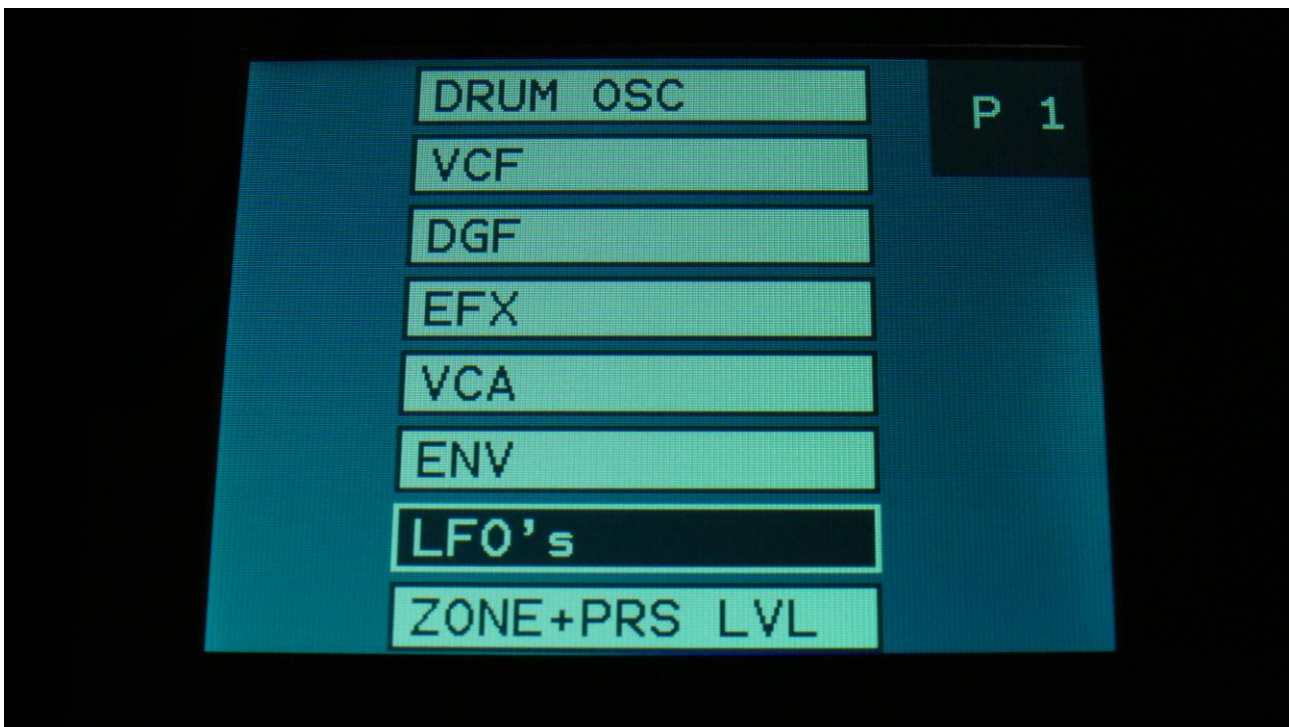 DRUM OSC
P 1
VCF
DGF
EFX
VCA
ENV
LFO's
ZONE+PRS LVL